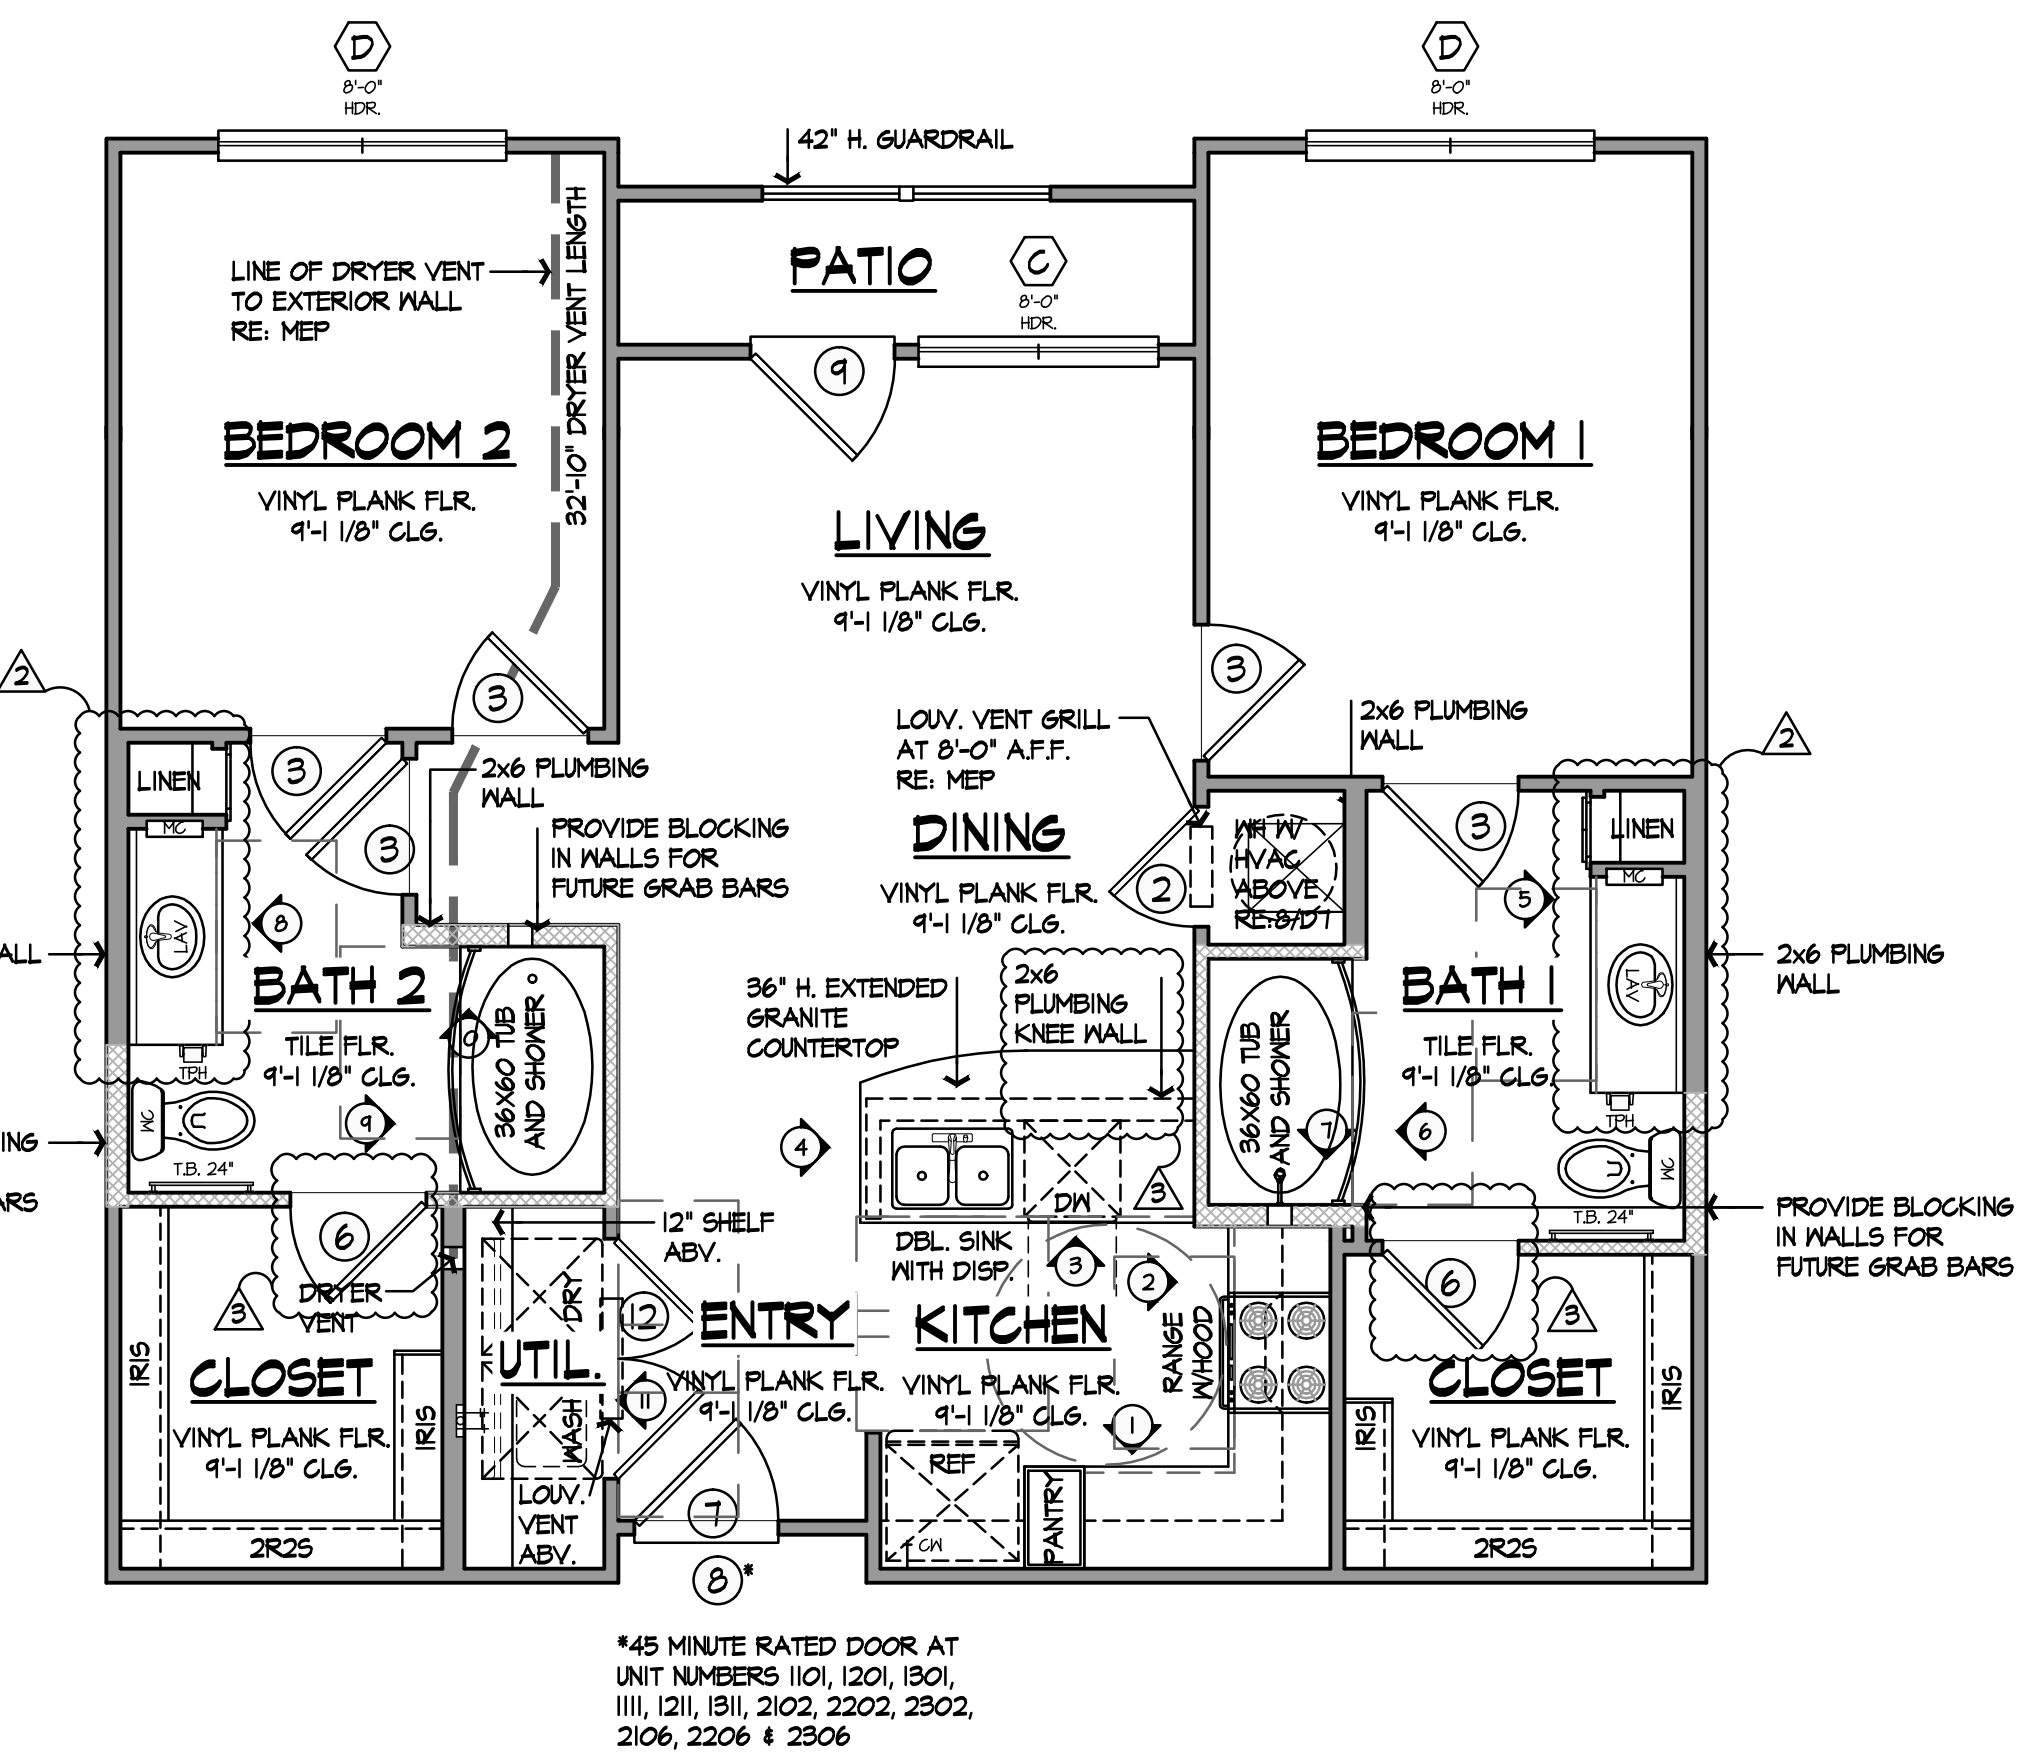 D
8'-0"
HDR.
D
8'-0"
HDR.
42" H. GUARDRAIL
PATIO
C
8'-0"
HDR.
LINE OF DRYER VENT
TO EXTERIOR WALL
RE: MEP
32'-10" DRYER VENT LENGTH
9
BEDROOM 2
VINYL PLANK FLR.
9'-1 1/8" CLG.
BEDROOM 1
VINYL PLANK FLR.
9'-1 1/8" CLG.
LIVING
VINYL PLANK FLR.
9'-1 1/8" CLG.
2
3
3
3
3
LOUV. VENT GRILL
AT 8'-0" A.F.F.
RE: MEP
2x6 PLUMBING
WALL
2
LINEN
MC
2x6 PLUMBING
WALL
PROVIDE BLOCKING
IN WALLS FOR
FUTURE GRAB BARS
DINING
VINYL PLANK FLR.
9'-1 1/8" CLG.
2
WH W/
HVAC
ABOVE
RE:8/D7
3
LINEN
MC
5
8
LAV
ALL
BATH 2
TILE FLR.
9'-1 1/8" CLG.
TPH
9
MC
T.B. 24"
36X60 TUB
AND SHOWER
36" H. EXTENDED
GRANITE
COUNTERTOP
2x6
PLUMBING
KNEE WALL
36X60 TUB
AND SHOWER
7
BATH 1
TILE FLR.
9'-1 1/8" CLG.
LAV
TPH
6
MC
T.B. 24"
2x6 PLUMBING
WALL
PROVIDE BLOCKING
IN WALLS FOR
FUTURE GRAB BARS
ING
ARS
4
DW
3
DBL. SINK
WITH DISP.
3
2
12" SHELF
ABV.
6
3
DRYER
VENT
DRY
12
UTIL.
11
WASH
LOUV.
VENT
ABV.
ENTRY
VINYL PLANK FLR.
9'-1 1/8" CLG.
KITCHEN
VINYL PLANK FLR.
9'-1 1/8" CLG.
1
RANGE
W/HOOD
REF
CW
PANTRY
6
3
IRIS
CLOSET
VINYL PLANK FLR.
9'-1 1/8" CLG.
IRIS
2R2S
IRIS
CLOSET
VINYL PLANK FLR.
9'-1 1/8" CLG.
IRIS
2R2S
7
8*
*45 MINUTE RATED DOOR AT
UNIT NUMBERS 1101, 1201, 1301,
1111, 1211, 1311, 2102, 2202, 2302,
2106, 2206 & 2306